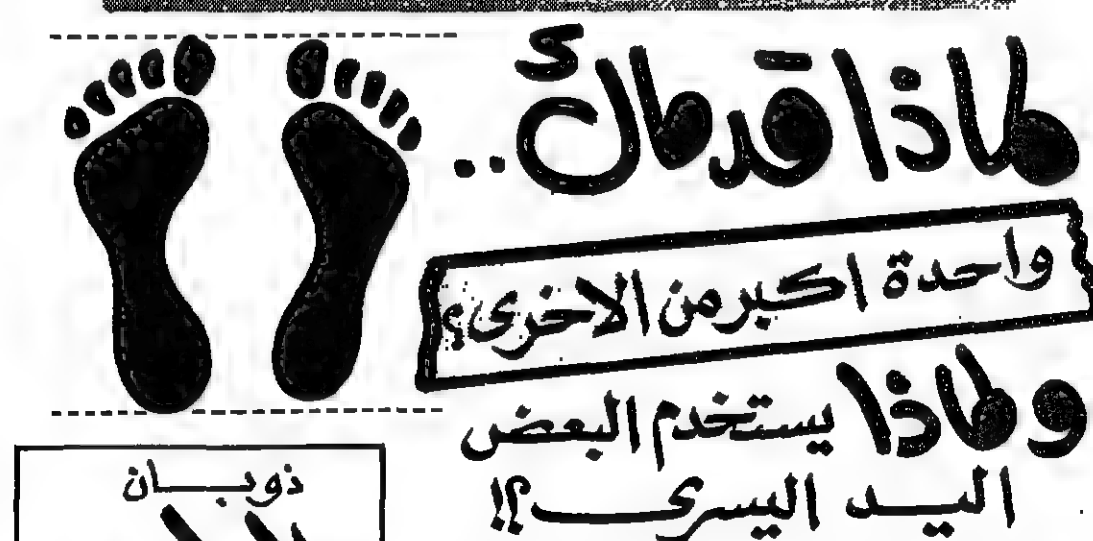 لماذا قدماك ..
واحدة اكبر من الاخرى؟
ولماذا يستخدم البعض
اليد اليسرى؟!
ذوبان